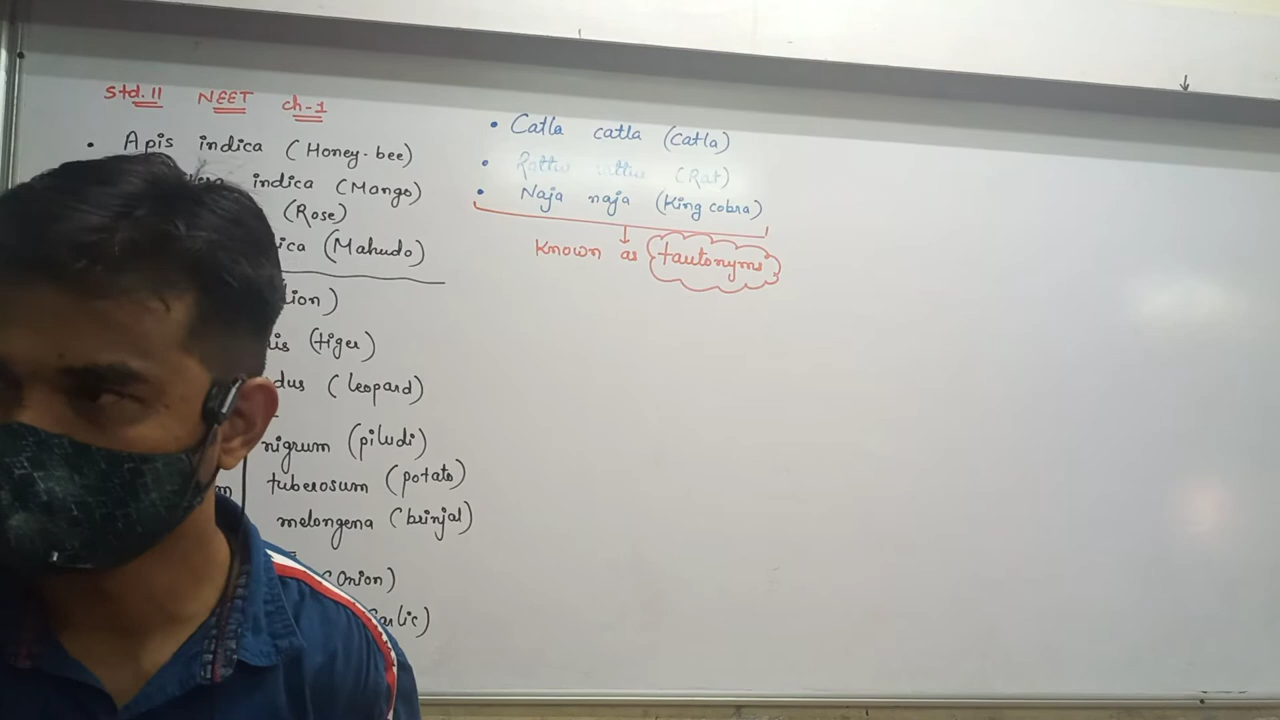 Std. 11 NEET ch-1
• Apis indica (Honey-bee)
indica (Mango)
(Rose)
ica (Mahudo)
lion)
is (tiger)
dus (leopard)
nigrum (piludi)
m tuberosum (potato)
melongena (brinjal)
(Onion)
arlic)
• Catla catla (Catla)
• Rattus rattus (Rat)
• Naja naja (King cobra)
Known as tautonyms